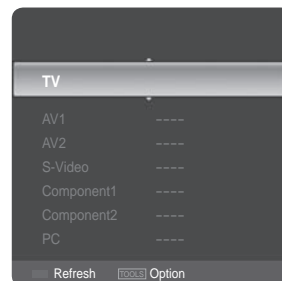 TV
AV1 ----
AV2 ----
S-Video ----
Component1 ----
Component2 ----
PC ----
Refresh TOOLS Option